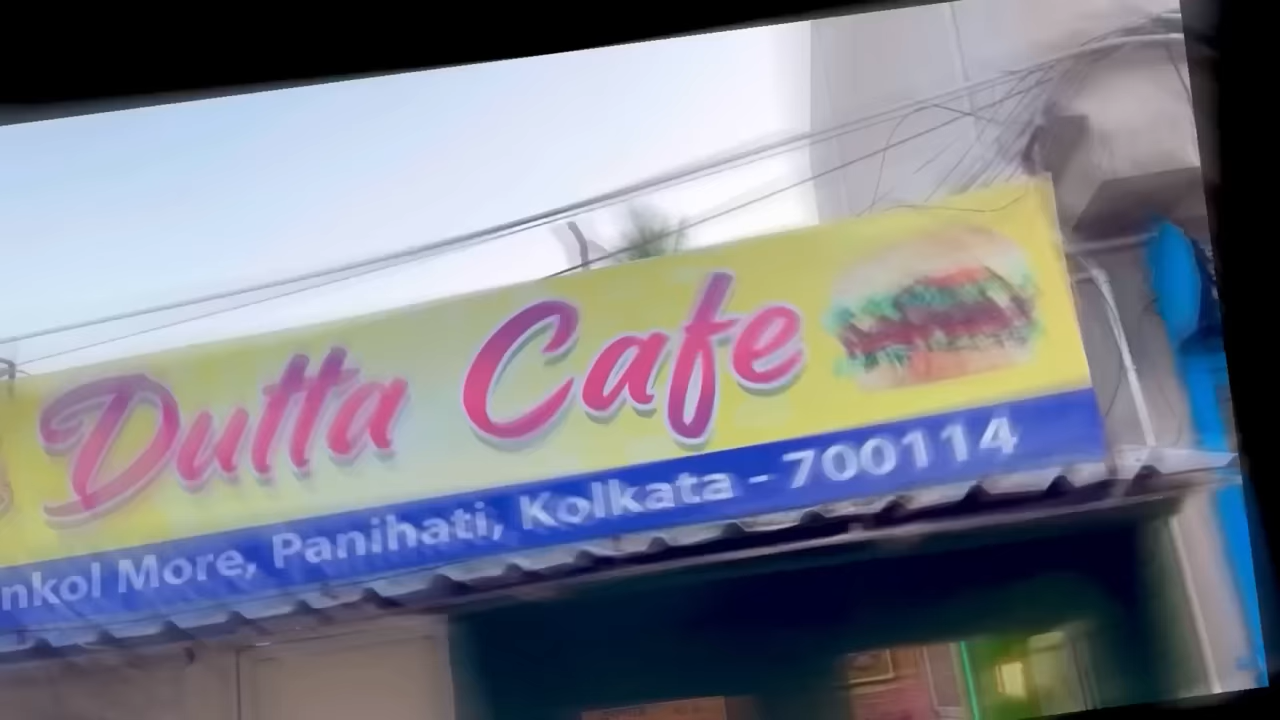 Dutta Cafe
nkol More, Panihati, Kolkata - 700114